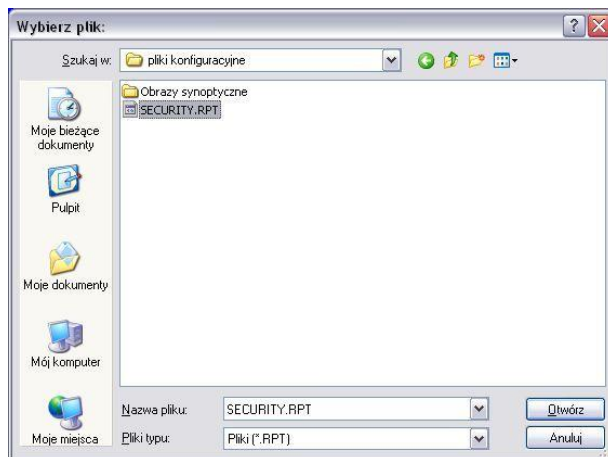 Wybierz plik:
Szukaj w:
pliki konfiguracyjne
Obrazy synoptyczne
SECURITY.RPT
Moje bieżące
dokumenty
Pulpit
Moje dokumenty
Mój komputer
Moje miejsca
Nazwa pliku:
SECURITY.RPT
Otwórz
Pliki typu:
Pliki (*.RPT)
Anuluj